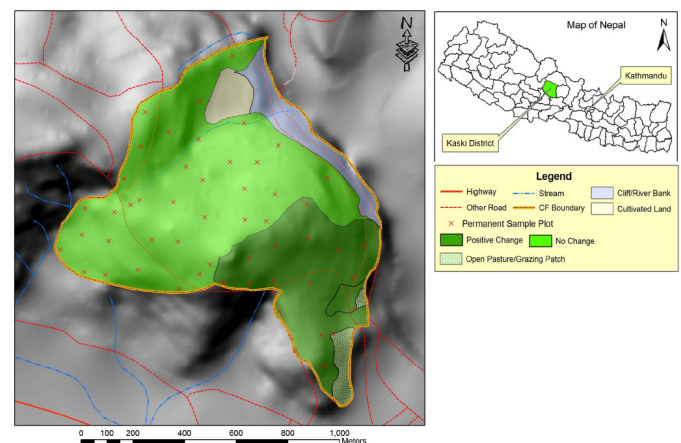 N
Map of Nepal
N
Kathmandu
Kaski District
Legend
Highway
Stream
Cliff/River Bank
Other Road
CF Boundary
Cultivated Land
Permanent Sample Plot
Positive Change
No Change
Open Pasture/Grazing Patch
0 100 200 400 600 800 1,000
Meters